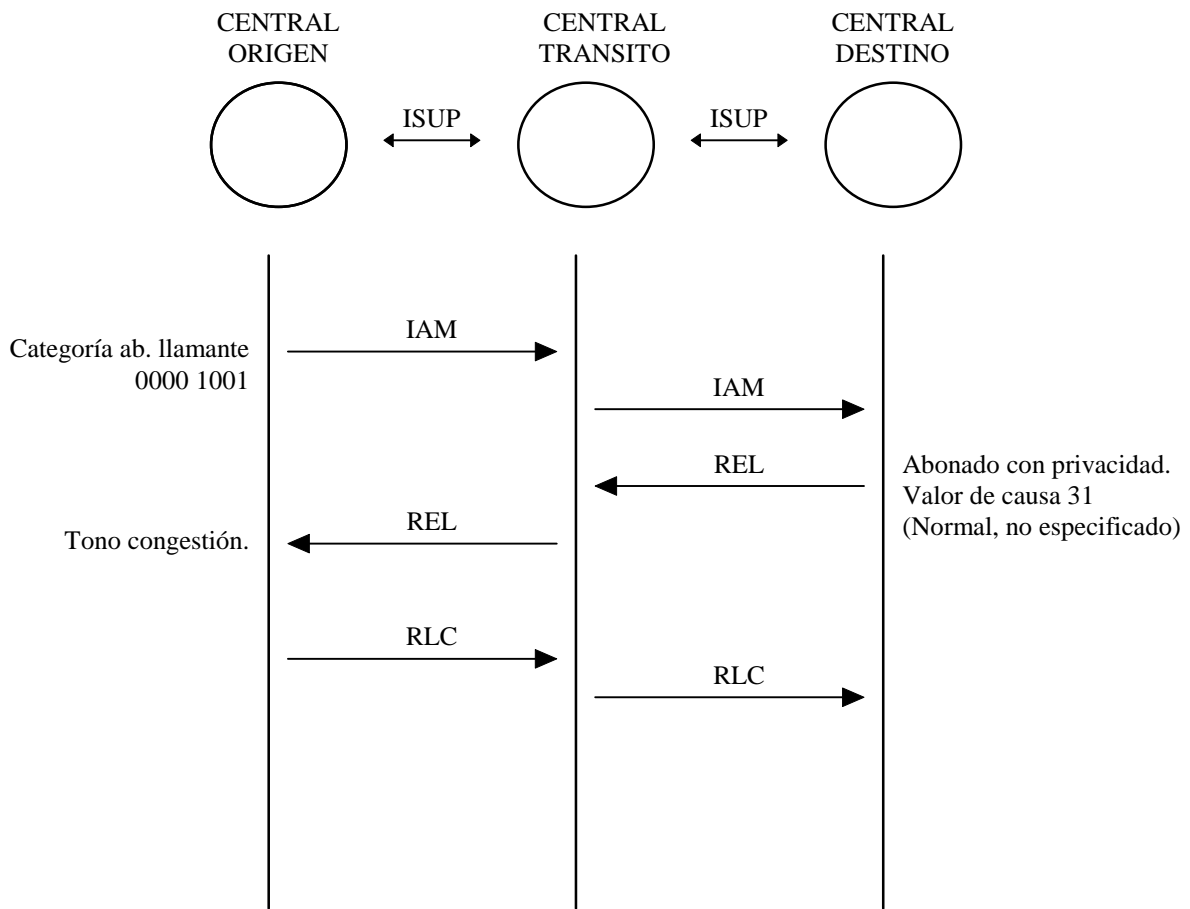 CENTRAL
ORIGEN
CENTRAL
TRANSITO
CENTRAL
DESTINO
ISUP
ISUP
IAM
Categoría ab. llamante
0000 1001
IAM
REL
Abonado con privacidad.
Valor de causa 31
(Normal, no especificado)
REL
Tono congestión.
RLC
RLC